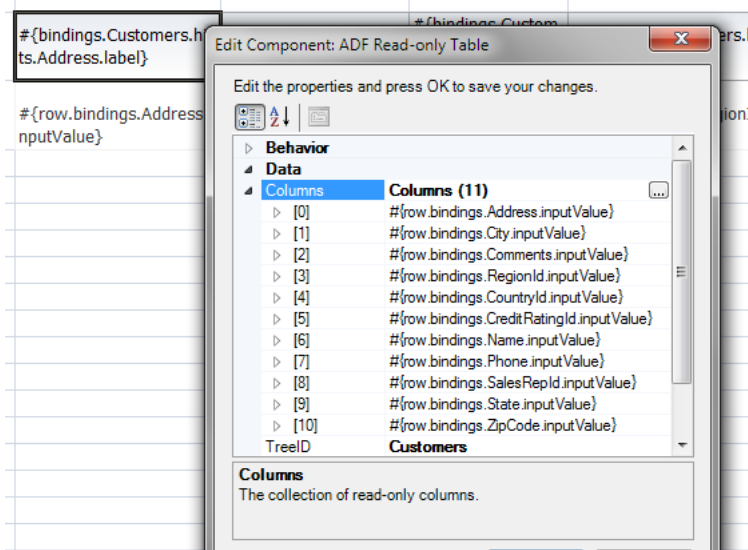 #{bindings.Customers.hi
ts.Address.label}
#{bindings.Custom
ers.l
#{row.bindings.Address
nputValue}
Edit Component: ADF Read-only Table
Edit the properties and press OK to save your changes.
Behavior
Data
Columns Columns (11) ...
[0] #{row.bindings.Address.inputValue}
[1] #{row.bindings.City.inputValue}
[2] #{row.bindings.Comments.inputValue}
[3] #{row.bindings.RegionId.inputValue}
[4] #{row.bindings.CountryId.inputValue}
[5] #{row.bindings.CreditRatingId.inputValue}
[6] #{row.bindings.Name.inputValue}
[7] #{row.bindings.Phone.inputValue}
[8] #{row.bindings.SalesRepId.inputValue}
[9] #{row.bindings.State.inputValue}
[10] #{row.bindings.ZipCode.inputValue}
TreeID Customers
Columns
The collection of read-only columns.